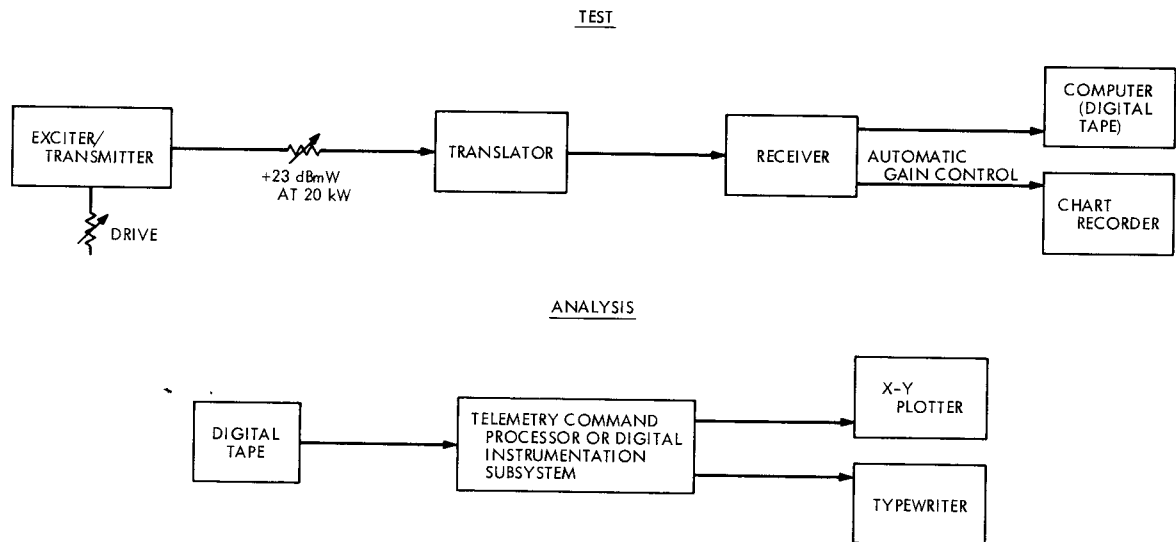 TEST
EXCITER/
TRANSMITTER
DRIVE
+23 dBmW
AT 20 kW
TRANSLATOR
RECEIVER
AUTOMATIC
GAIN CONTROL
COMPUTER
(DIGITAL
TAPE)
CHART
RECORDER
ANALYSIS
DIGITAL
TAPE
TELEMETRY COMMAND
PROCESSOR OR DIGITAL
INSTRUMENTATION
SUBSYSTEM
X-Y
PLOTTER
TYPEWRITER